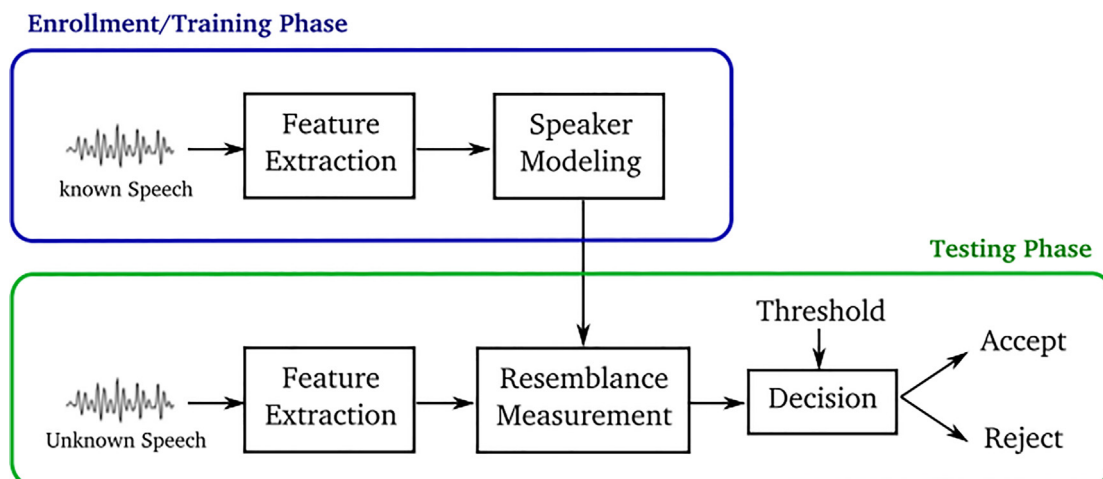 Enrollment/Training Phase
Feature
Extraction
Speaker
Modeling
known Speech
Testing Phase
Threshold
Accept
Feature
Extraction
Resemblance
Measurement
Decision
Unknown Speech
Reject